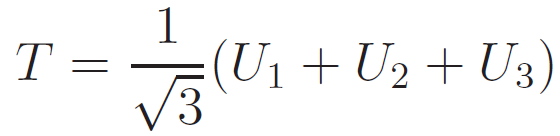 T = \frac{1}{\sqrt{3}}(U_1 + U_2 + U_3)